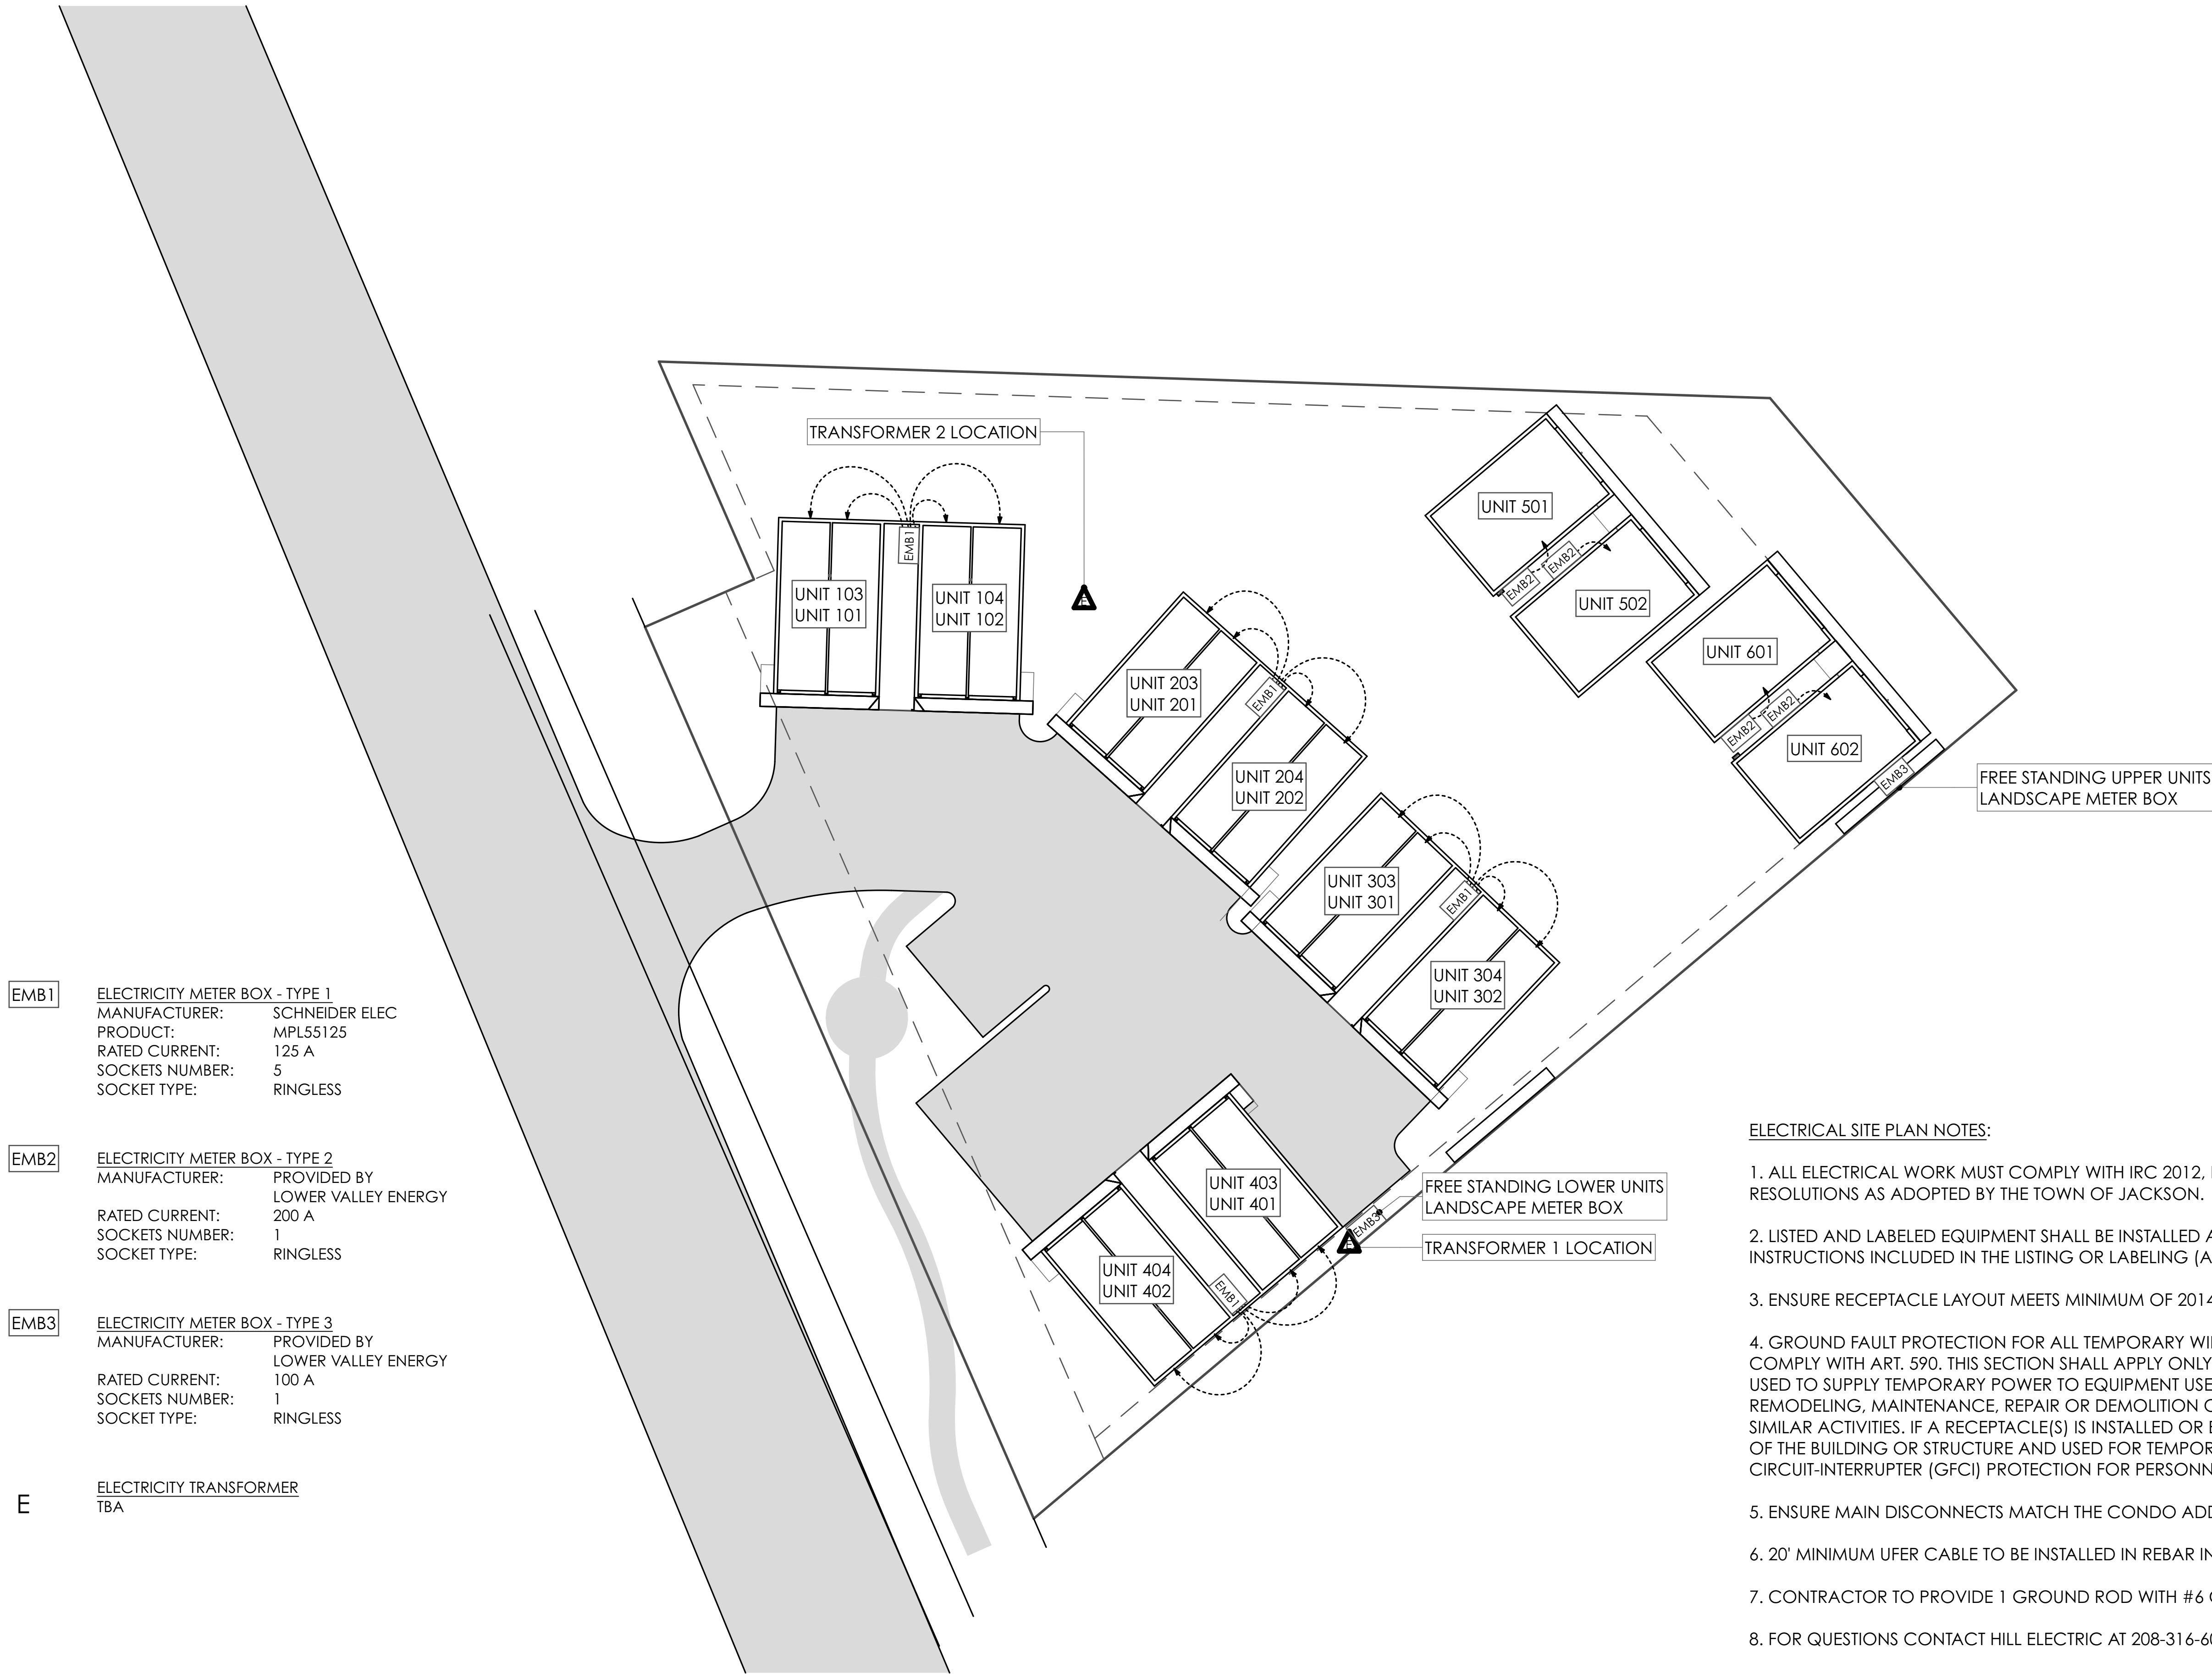 TRANSFORMER 2 LOCATION
EMB1
UNIT 103
UNIT 101
UNIT 104
UNIT 102
E
UNIT 501
EMB2
EMB2
UNIT 502
UNIT 601
EMB2
EMB2
UNIT 602
EMB3
FREE STANDING UPPER UNITS
LANDSCAPE METER BOX
UNIT 203
UNIT 201
EMB1
UNIT 204
UNIT 202
UNIT 303
UNIT 301
EMB1
UNIT 304
UNIT 302
UNIT 403
UNIT 401
UNIT 404
UNIT 402
EMB1
EMB3
E
FREE STANDING LOWER UNITS
LANDSCAPE METER BOX
TRANSFORMER 1 LOCATION
EMB1
ELECTRICITY METER BOX - TYPE 1
MANUFACTURER: SCHNEIDER ELEC
PRODUCT: MPL55125
RATED CURRENT: 125 A
SOCKETS NUMBER: 5
SOCKET TYPE: RINGLESS
EMB2
ELECTRICITY METER BOX - TYPE 2
MANUFACTURER: PROVIDED BY
LOWER VALLEY ENERGY
RATED CURRENT: 200 A
SOCKETS NUMBER: 1
SOCKET TYPE: RINGLESS
EMB3
ELECTRICITY METER BOX - TYPE 3
MANUFACTURER: PROVIDED BY
LOWER VALLEY ENERGY
RATED CURRENT: 100 A
SOCKETS NUMBER: 1
SOCKET TYPE: RINGLESS
E
ELECTRICITY TRANSFORMER
TBA
ELECTRICAL SITE PLAN NOTES:
1. ALL ELECTRICAL WORK MUST COMPLY WITH IRC 2012,
RESOLUTIONS AS ADOPTED BY THE TOWN OF JACKSON.
2. LISTED AND LABELED EQUIPMENT SHALL BE INSTALLED
INSTRUCTIONS INCLUDED IN THE LISTING OR LABELING
3. ENSURE RECEPTACLE LAYOUT MEETS MINIMUM OF 2014
4. GROUND FAULT PROTECTION FOR ALL TEMPORARY
COMPLY WITH ART. 590. THIS SECTION SHALL APPLY ONLY
USED TO SUPPLY TEMPORARY POWER TO EQUIPMENT
REMODELING, MAINTENANCE, REPAIR OR DEMOLITION
SIMILAR ACTIVITIES. IF A RECEPTACLE(S) IS INSTALLED OR
OF THE BUILDING OR STRUCTURE AND USED FOR
CIRCUIT-INTERRUPTER (GFCI) PROTECTION FOR
5. ENSURE MAIN DISCONNECTS MATCH THE CONDO
6. 20' MINIMUM UFER CABLE TO BE INSTALLED IN REBAR
7. CONTRACTOR TO PROVIDE 1 GROUND ROD WITH #6
8. FOR QUESTIONS CONTACT HILL ELECTRIC AT 208-316-6